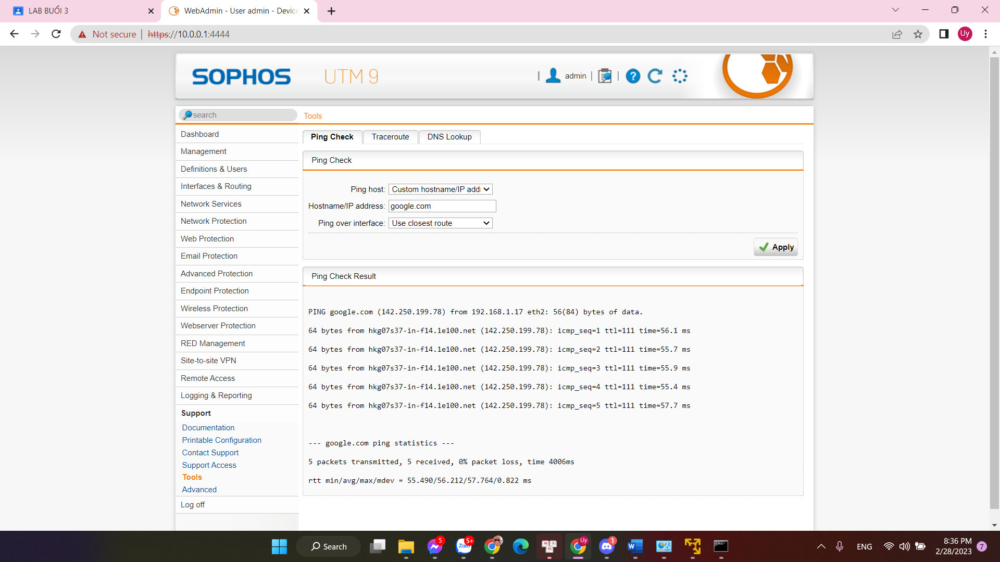 LAB BUỔI 3
WebAdmin - User admin - Device
Not secure | https://10.0.0.1:4444
Uy
SOPHOS UTM 9
| admin | | ?
search
Tools
Dashboard
Management
Definitions & Users
Interfaces & Routing
Network Services
Network Protection
Web Protection
Email Protection
Advanced Protection
Endpoint Protection
Wireless Protection
Webserver Protection
RED Management
Site-to-site VPN
Remote Access
Logging & Reporting
Support
Documentation
Printable Configuration
Contact Support
Support Access
Tools
Advanced
Log off
Ping Check
Traceroute
DNS Lookup
Ping Check
Ping host: Custom hostname/IP add
Hostname/IP address: google.com
Ping over interface: Use closest route
Apply
Ping Check Result
PING google.com (142.250.199.78) from 192.168.1.17 eth2: 56(84) bytes of data.
64 bytes from hkg07s37-in-f14.1e100.net (142.250.199.78): icmp_seq=1 ttl=111 time=56.1 ms
64 bytes from hkg07s37-in-f14.1e100.net (142.250.199.78): icmp_seq=2 ttl=111 time=55.7 ms
64 bytes from hkg07s37-in-f14.1e100.net (142.250.199.78): icmp_seq=3 ttl=111 time=55.9 ms
64 bytes from hkg07s37-in-f14.1e100.net (142.250.199.78): icmp_seq=4 ttl=111 time=55.4 ms
64 bytes from hkg07s37-in-f14.1e100.net (142.250.199.78): icmp_seq=5 ttl=111 time=57.7 ms
--- google.com ping statistics ---
5 packets transmitted, 5 received, 0% packet loss, time 4006ms
rtt min/avg/max/mdev = 55.490/56.212/57.764/0.822 ms
Search
5
Zalo 5+
Uy
1
W
ENG
8:36 PM
2/28/2023
7